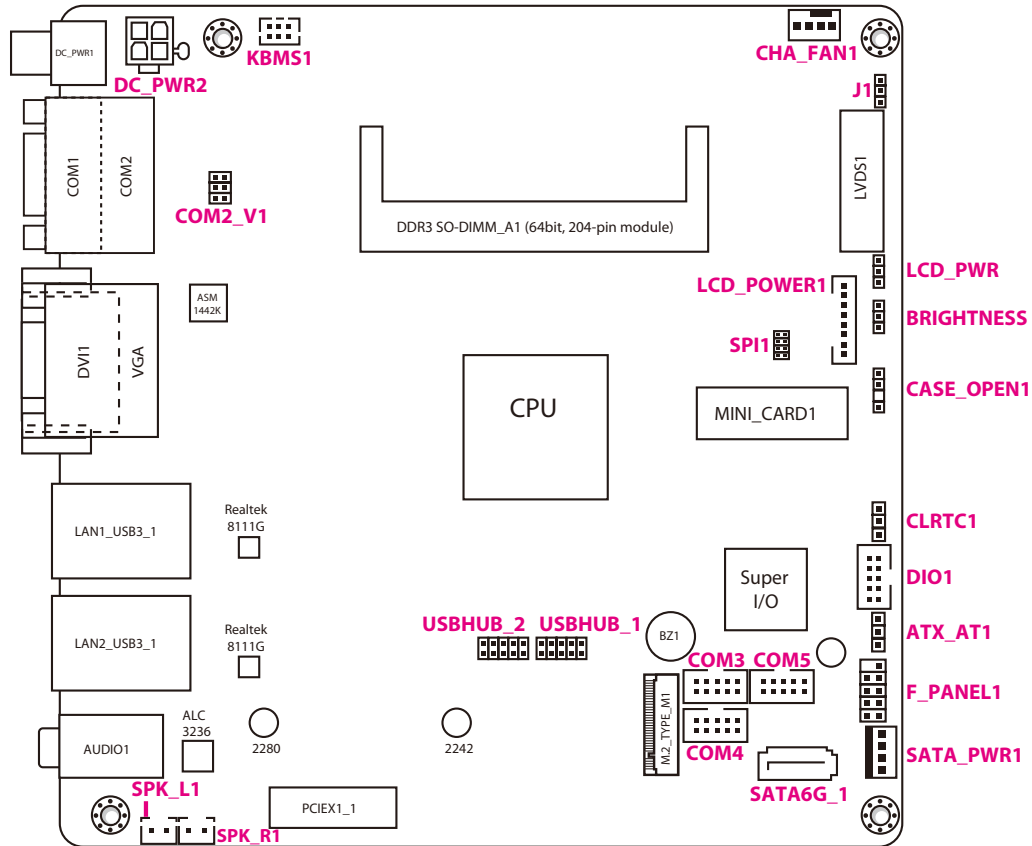 DC_PWR1
DC_PWR2
KBMS1
CHA_FAN1
J1
COM1
COM2
COM2_V1
DDR3 SO-DIMM_A1 (64bit, 204-pin module)
LVDS1
LCD_PWR
LCD_POWER1
BRIGHTNESS
SPI1
ASM
1442K
DVI1
VGA
CPU
CASE_OPEN1
MINI_CARD1
LAN1_USB3_1
Realtek
8111G
CLRTC1
DIO1
Super
I/O
LAN2_USB3_1
Realtek
8111G
USBHUB_2
USBHUB_1
BZ1
ATX_AT1
COM3
COM5
F_PANEL1
M.2_TYPE_M1
COM4
AUDIO1
ALC
3236
2280
2242
SATA_PWR1
SATA6G_1
SPK_L1
SPK_R1
PCIEX1_1